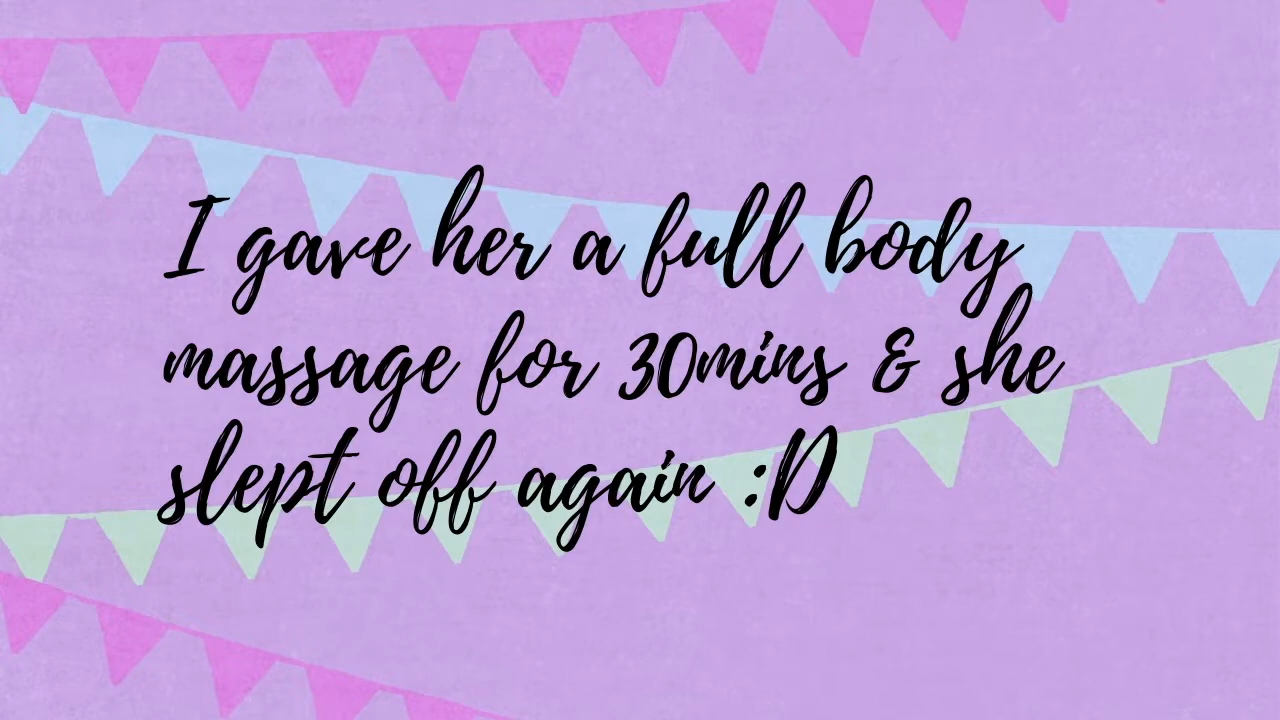 I gave her a full body
massage for 30mins & she
slept off again :D